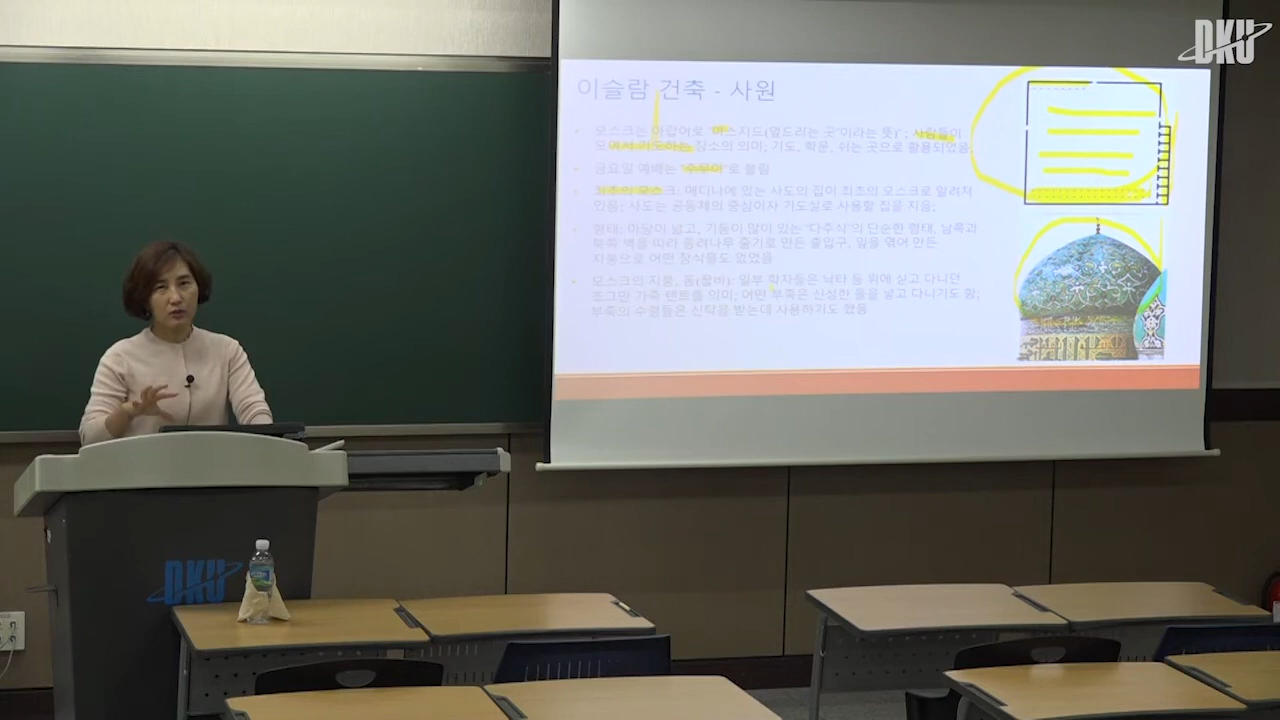 DKU
이슬람 건축 - 사원
모스크는 아랍어로 "마스지드(엎드리는 곳"이라는 뜻)" ; 사람들이
모여서 기도하는 장소의 의미; 기도, 학문, 쉬는 곳으로 활용되었음;
금요일 예배는 "주무아"로 불림
최초의 모스크: 메디나에 있는 사도의 집이 최초의 모스크로 알려져
있음; 사도는 공동체의 중심이자 기도실로 사용할 집을 지음;
형태: 마당이 넓고, 기둥이 많이 있는 "다주식"의 단순한 형태, 남쪽과
북쪽 벽을 따라 종려나무 줄기로 만든 출입구, 잎을 엮어 만든
지붕으로 어떤 장식물도 없었음
모스크의 지붕, 돔(꿉바): 일부 학자들은 낙타 등 위에 싣고 다니던
조그만 가죽 텐트를 의미; 어떤 부족은 신성한 돌을 넣고 다니기도 함;
부족의 수령들은 신탁을 받는데 사용하기도 했음
DKU